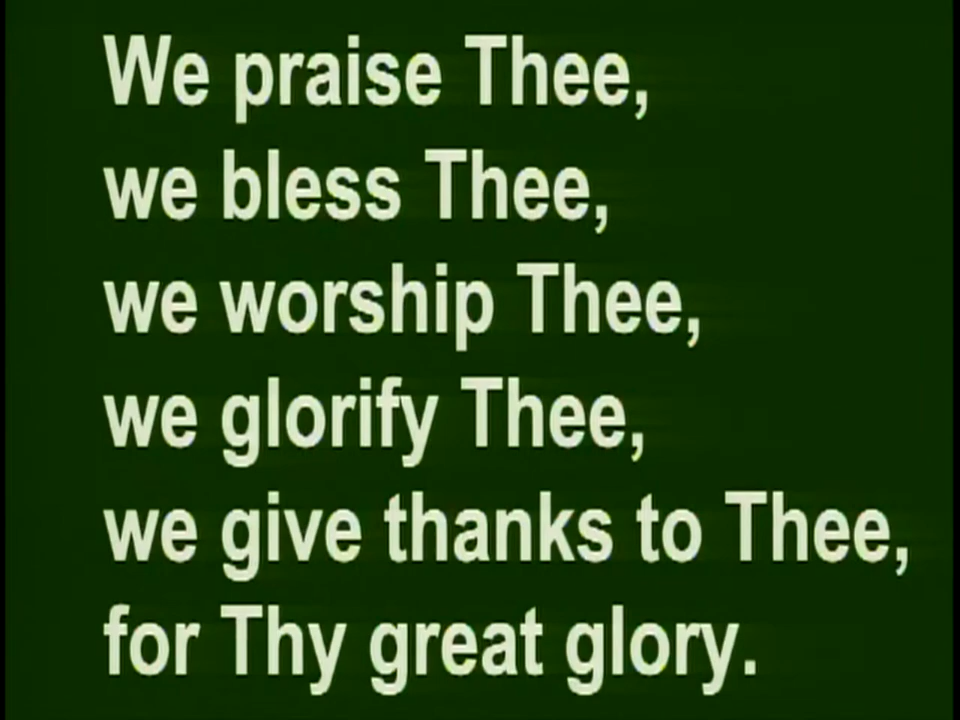 We praise Thee,
we bless Thee,
we worship Thee,
we glorify Thee,
we give thanks to Thee,
for Thy great glory.